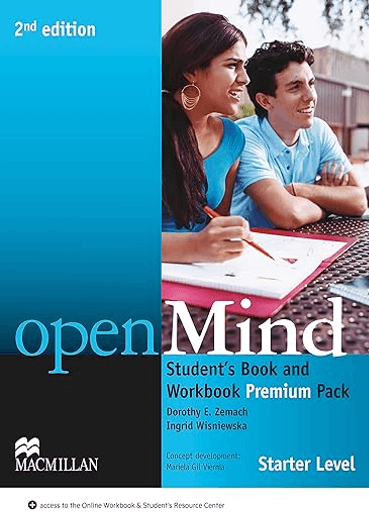 2nd edition
openMind
Student's Book and
Workbook Premium Pack
Dorothy E. Zemach
Ingrid Wisniewska
Concept development:
Mariela Gil Vierma
MACMILLAN
Starter Level
access to the Online Workbook & Student's Resource Center